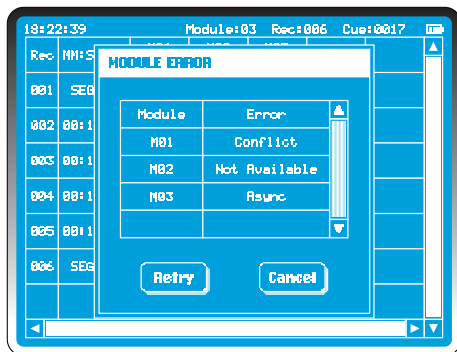 18:22:39 Module:03 Rec:006 Cue:0017
Rec
MODULE ERROR
001 SEG
Module Error
002 00:1
M01 Conflict
003 00:1
M02 Not Available
004 00:1
M03 Async
005 00:1
006 SEG
Retry Cancel